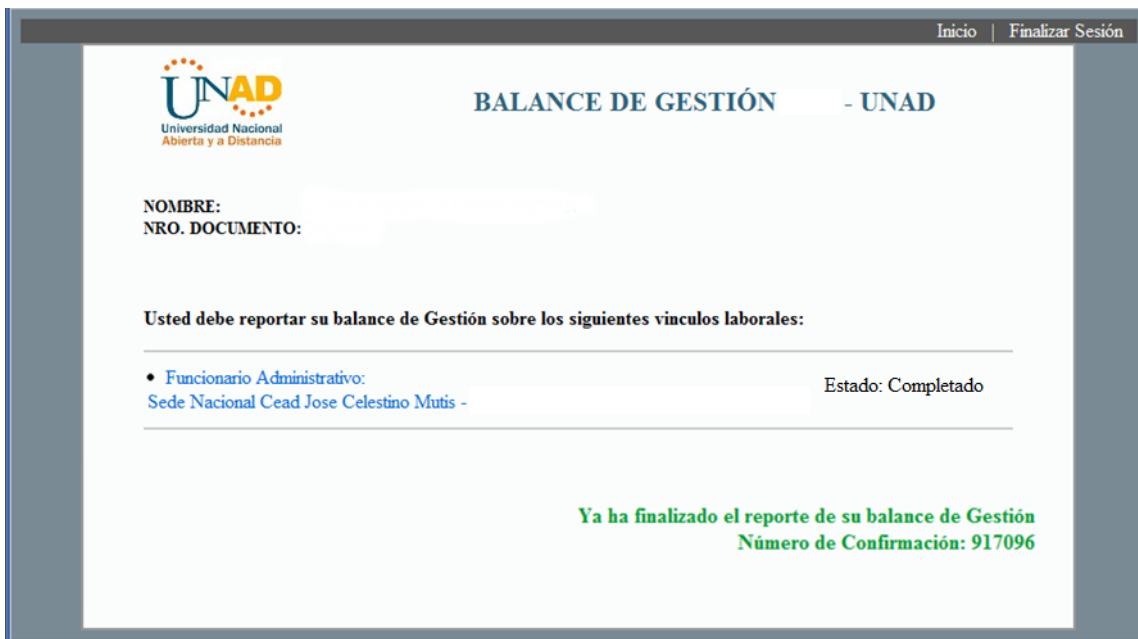 Inicio | Finalizar Sesión
UNAD
Universidad Nacional
Abierta y a Distancia
BALANCE DE GESTIÓN - UNAD
NOMBRE:
NRO. DOCUMENTO:
Usted debe reportar su balance de Gestión sobre los siguientes vinculos laborales:
• Funcionario Administrativo:
Sede Nacional Cead Jose Celestino Mutis -
Estado: Completado
Ya ha finalizado el reporte de su balance de Gestión
Número de Confirmación: 917096